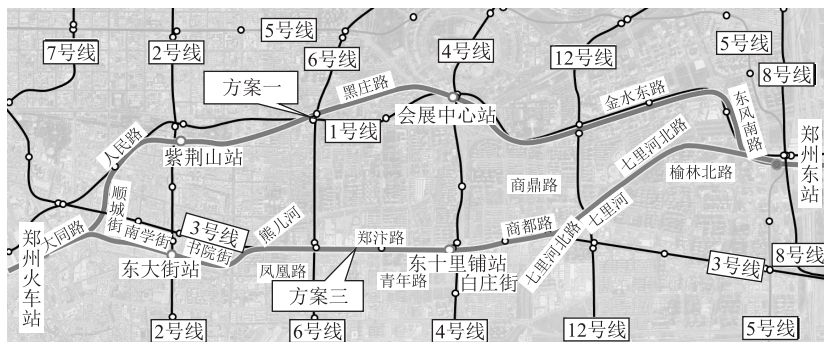 7号线
2号线
5号线
6号线
4号线
12号线
5号线
8号线
方案一
黑庄路
会展中心站
金水东路
东风南路
1号线
人民路
紫荆山站
七里河北路
榆林北路
郑州东站
商鼎路
顺城街
南学街
3号线
书院街
熊儿河
郑汴路
商都路
七里河
七里河北路
大同路
郑州火车站
东大街站
凤凰路
青年路
东十里铺站
白庄街
3号线
8号线
方案三
2号线
6号线
4号线
12号线
5号线